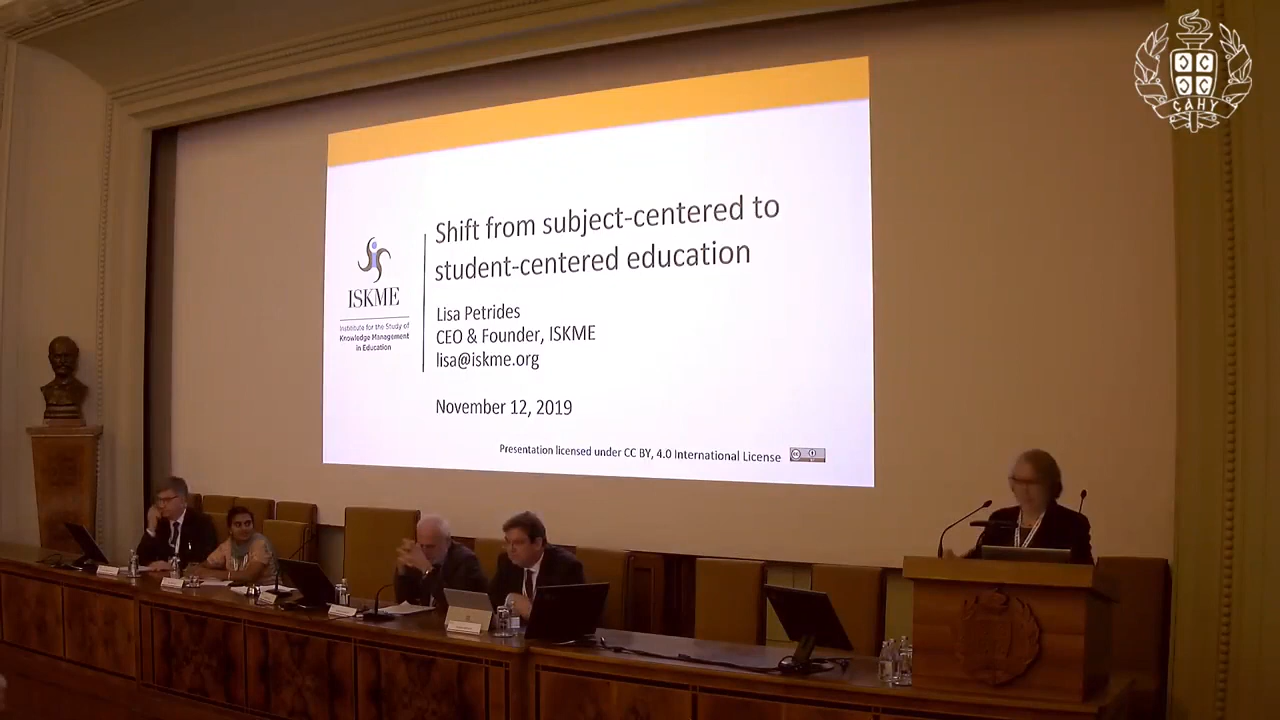 Shift from subject-centered to
student-centered education
ISKME
Institute for the Study of
Knowledge Management
in Education
Lisa Petrides
CEO & Founder, ISKME
lisa@iskme.org
November 12, 2019
Presentation licensed under CC BY, 4.0 International License
САНУ